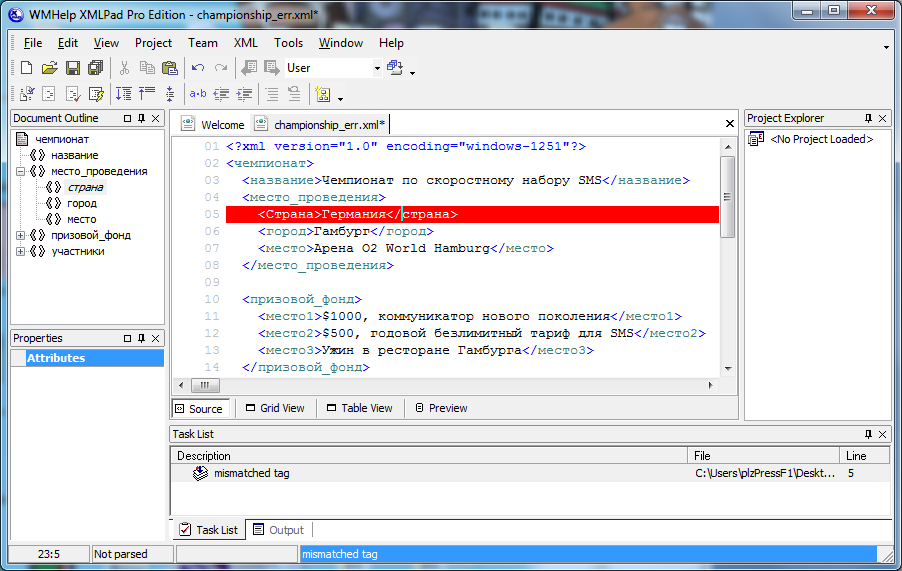 WMHelp XMLPad Pro Edition - championship_err.xml*
File Edit View Project Team XML Tools Window Help
User
a·b
Document Outline
чемпионат
название
место_проведения
страна
город
место
призовой_фонд
участники
Properties
Attributes
Welcome championship_err.xml*
01 <?xml version="1.0" encoding="windows-1251"?>
02 <чемпионат>
03 <название>Чемпионат по скоростному набору SMS</название>
04 <место_проведения>
05 <Страна>Германия</страна>
06 <город>Гамбург</город>
07 <место>Арена O2 World Hamburg</место>
08 </место_проведения>
09
10 <призовой_фонд>
11 <место1>$1000, коммуникатор нового поколения</место1>
12 <место2>$500, годовой безлимитный тариф для SMS</место2>
13 <место3>Ужин в ресторане Гамбурга</место3>
14 </призовой_фонд>
Source Grid View Table View Preview
Project Explorer
<No Project Loaded>
Task List
Description File Line
mismatched tag C:\Users\plzPressF1\Deskt... 5
Task List Output
23:5 Not parsed mismatched tag